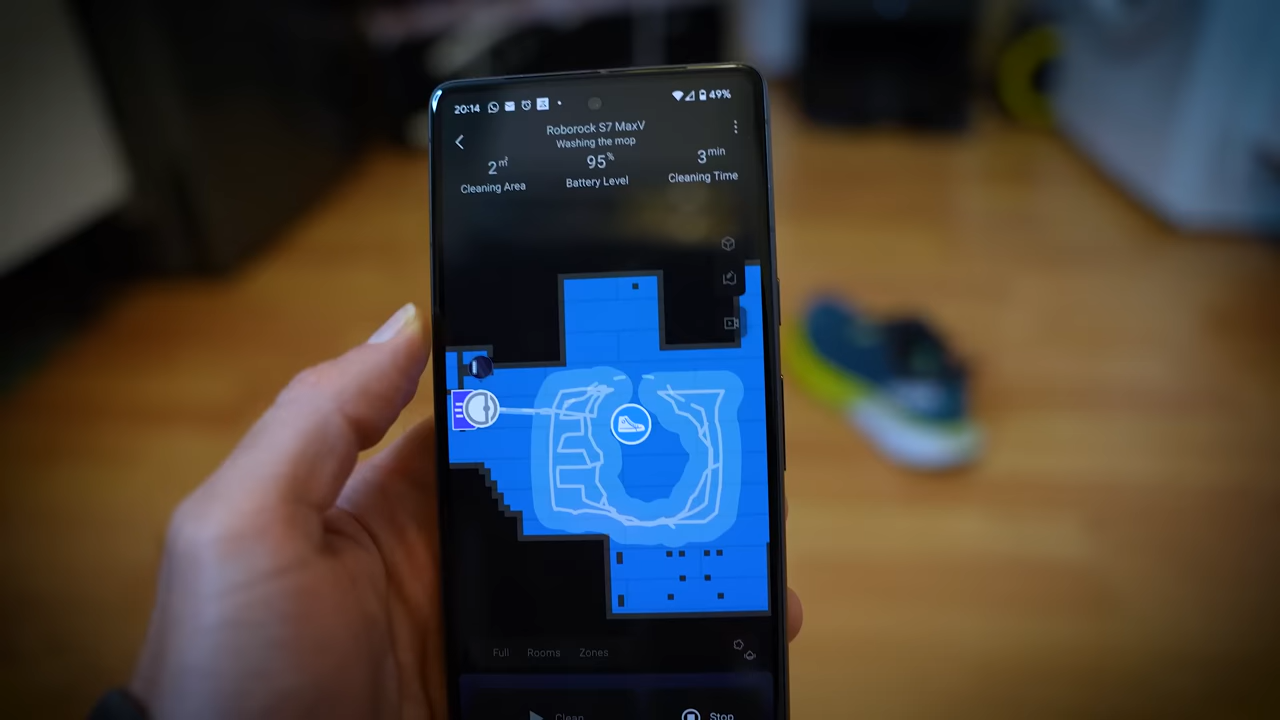 20:14
49%
Roborock S7 MaxV
Washing the mop
2㎡ 95% 3min
Cleaning Area Battery Level Cleaning Time
Full Rooms Zones
Clean Stop